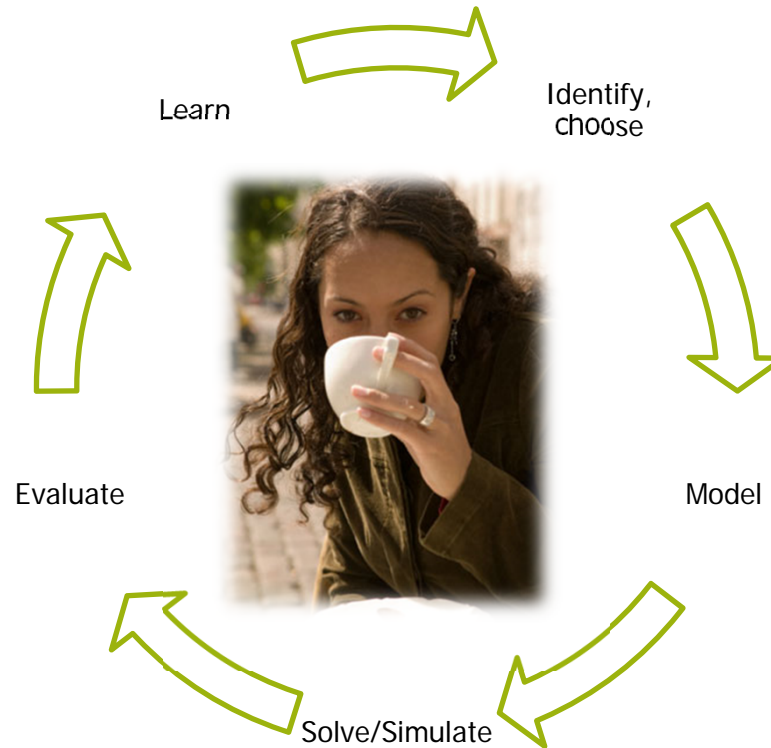 Learn
Identify,
choose
Evaluate
Model
Solve/Simulate